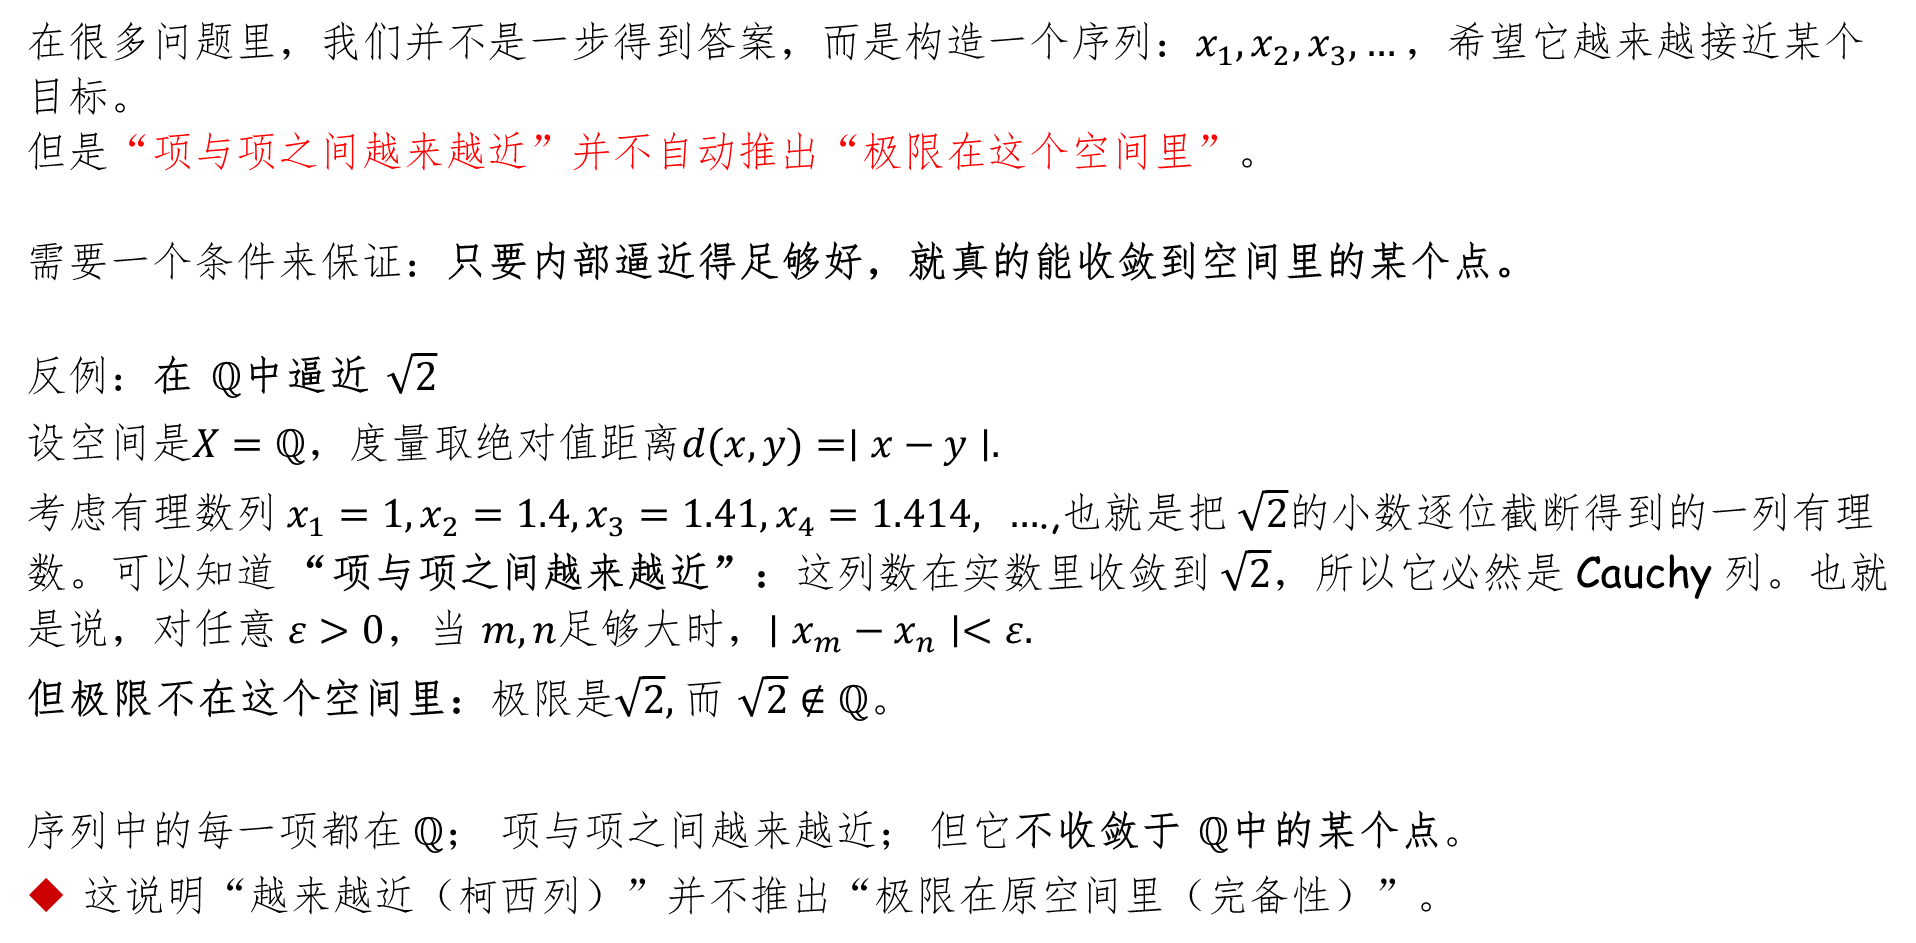 在很多问题里，我们并不是一步得到答案，而是构造一个序列：x₁, x₂, x₃, …，希望它越来越接近某个
目标。
但是“项与项之间越来越近”并不自动推出“极限在这个空间里”。
需要一个条件来保证：只要内部逼近得足够好，就真的能收敛到空间里的某个点。
反例：在 ℚ中逼近 √2
设空间是X = ℚ，度量取绝对值距离d(x, y) =∣ x − y ∣.
考虑有理数列 x₁ = 1, x₂ = 1.4, x₃ = 1.41, x₄ = 1.414, ….,也就是把 √2的小数逐位截断得到的一列有理
数。可以知道 “项与项之间越来越近”：这列数在实数里收敛到 √2，所以它必然是 Cauchy 列。也就
是说，对任意 ε > 0，当 m, n足够大时，∣ xₘ − xₙ ∣< ε.
但极限不在这个空间里：极限是√2, 而 √2 ∉ ℚ。
序列中的每一项都在 ℚ； 项与项之间越来越近； 但它不收敛于 ℚ中的某个点。
◆ 这说明“越来越近（柯西列）”并不推出“极限在原空间里（完备性）”。